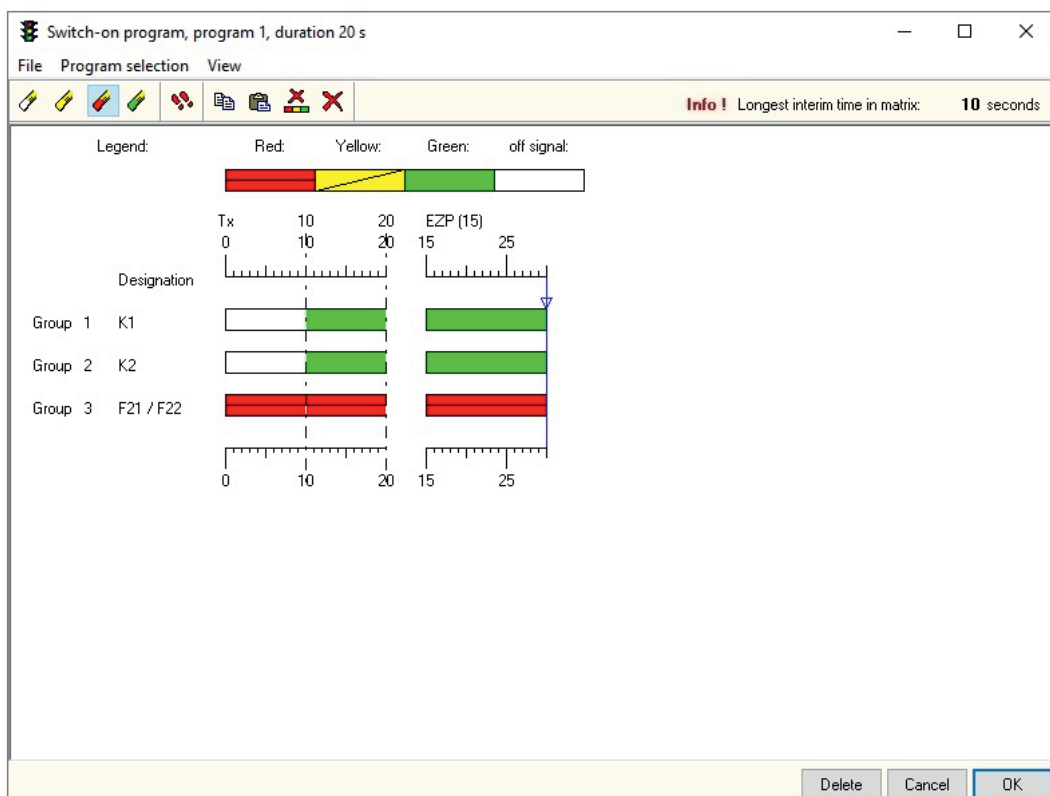 Switch-on program, program 1, duration 20 s
File Program selection View
Info ! Longest interim time in matrix: 10 seconds
Legend: Red: Yellow: Green: off signal:
Tx 10 20 EZP (15)
0 10 20 15 25
Designation
Group 1 K1
Group 2 K2
Group 3 F21 / F22
0 10 20 15 25
Delete Cancel OK